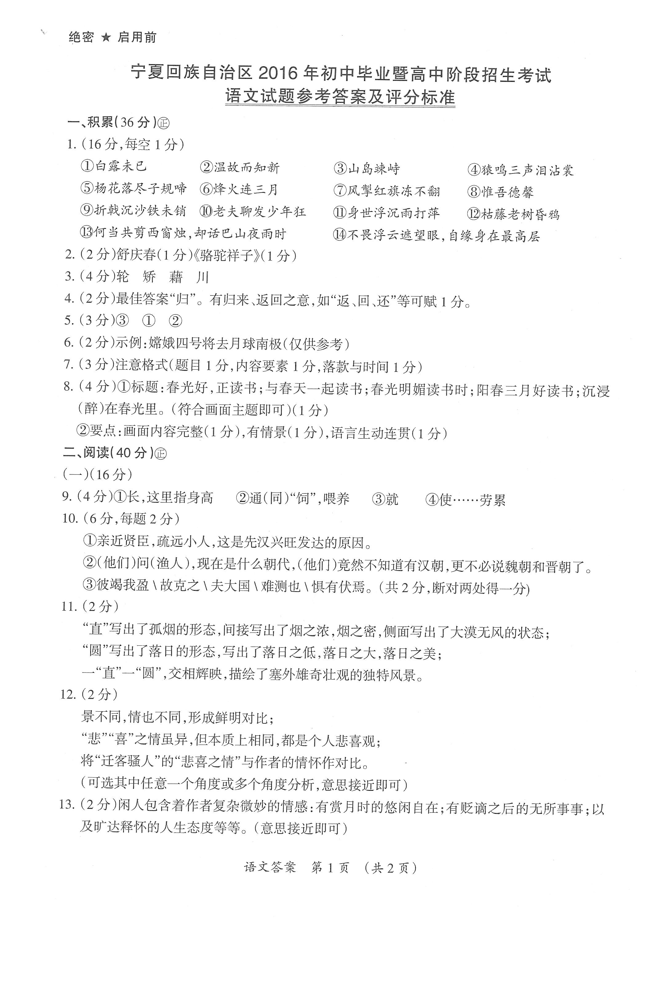 绝密 ★ 启用前
宁夏回族自治区 2016 年初中毕业暨高中阶段招生考试
语文试题参考答案及评分标准
一、积累(36 分)㊣
1. (16 分,每空 1 分)
①白露未已 ②温故而知新 ③山岛竦峙 ④猿鸣三声泪沾裳
⑤杨花落尽子规啼 ⑥烽火连三月 ⑦风掣红旗冻不翻 ⑧惟吾德馨
⑨折戟沉沙铁未销 ⑩老夫聊发少年狂 ⑪身世浮沉雨打萍 ⑫枯藤老树昏鸦
⑬何当共剪西窗烛,却话巴山夜雨时 ⑭不畏浮云遮望眼,自缘身在最高层
2. (2 分)舒庆春(1 分)《骆驼祥子》(1 分)
3. (4 分)轮 矫 藉 川
4. (2 分)最佳答案“归”。有归来、返回之意,如“返、回、还”等可赋 1 分。
5. (3 分)③ ① ②
6. (2 分)示例:嫦娥四号将去月球南极(仅供参考)
7. (3 分)注意格式(题目 1 分,内容要素 1 分,落款与时间 1 分)
8. (4 分)①标题:春光好,正读书;与春天一起读书;春光明媚读书时;阳春三月好读书;沉浸
(醉)在春光里。(符合画面主题即可)(1 分)
②要点:画面内容完整(1 分),有情景(1 分),语言生动连贯(1 分)
二、阅读(40 分)㊣
(一)(16 分)
9. (4 分)①长,这里指身高 ②通(同)“饲”,喂养 ③就 ④使……劳累
10. (6 分,每题 2 分)
①亲近贤臣,疏远小人,这是先汉兴旺发达的原因。
②(他们)问(渔人),现在是什么朝代,(他们)竟然不知道有汉朝,更不必说魏朝和晋朝了。
③彼竭我盈 \ 故克之 \ 夫大国 \ 难测也 \ 惧有伏焉。(共 2 分,断对两处得一分)
11. (2 分)
“直”写出了孤烟的形态,间接写出了烟之浓,烟之密,侧面写出了大漠无风的状态;
“圆”写出了落日的形态,写出了落日之低,落日之大,落日之美;
一“直”一“圆”,交相辉映,描绘了塞外雄奇壮观的独特风景。
12. (2 分)
景不同,情也不同,形成鲜明对比;
“悲”“喜”之情虽异,但本质上相同,都是个人悲喜观;
将“迁客骚人”的“悲喜之情”与作者的情怀作对比。
(可选其中任意一个角度或多个角度分析,意思接近即可)
13. (2 分)闲人包含着作者复杂微妙的情感:有赏月时的悠闲自在;有贬谪之后的无所事事;以
及旷达释怀的人生态度等等。(意思接近即可)
语文答案 第 1 页 (共 2 页)